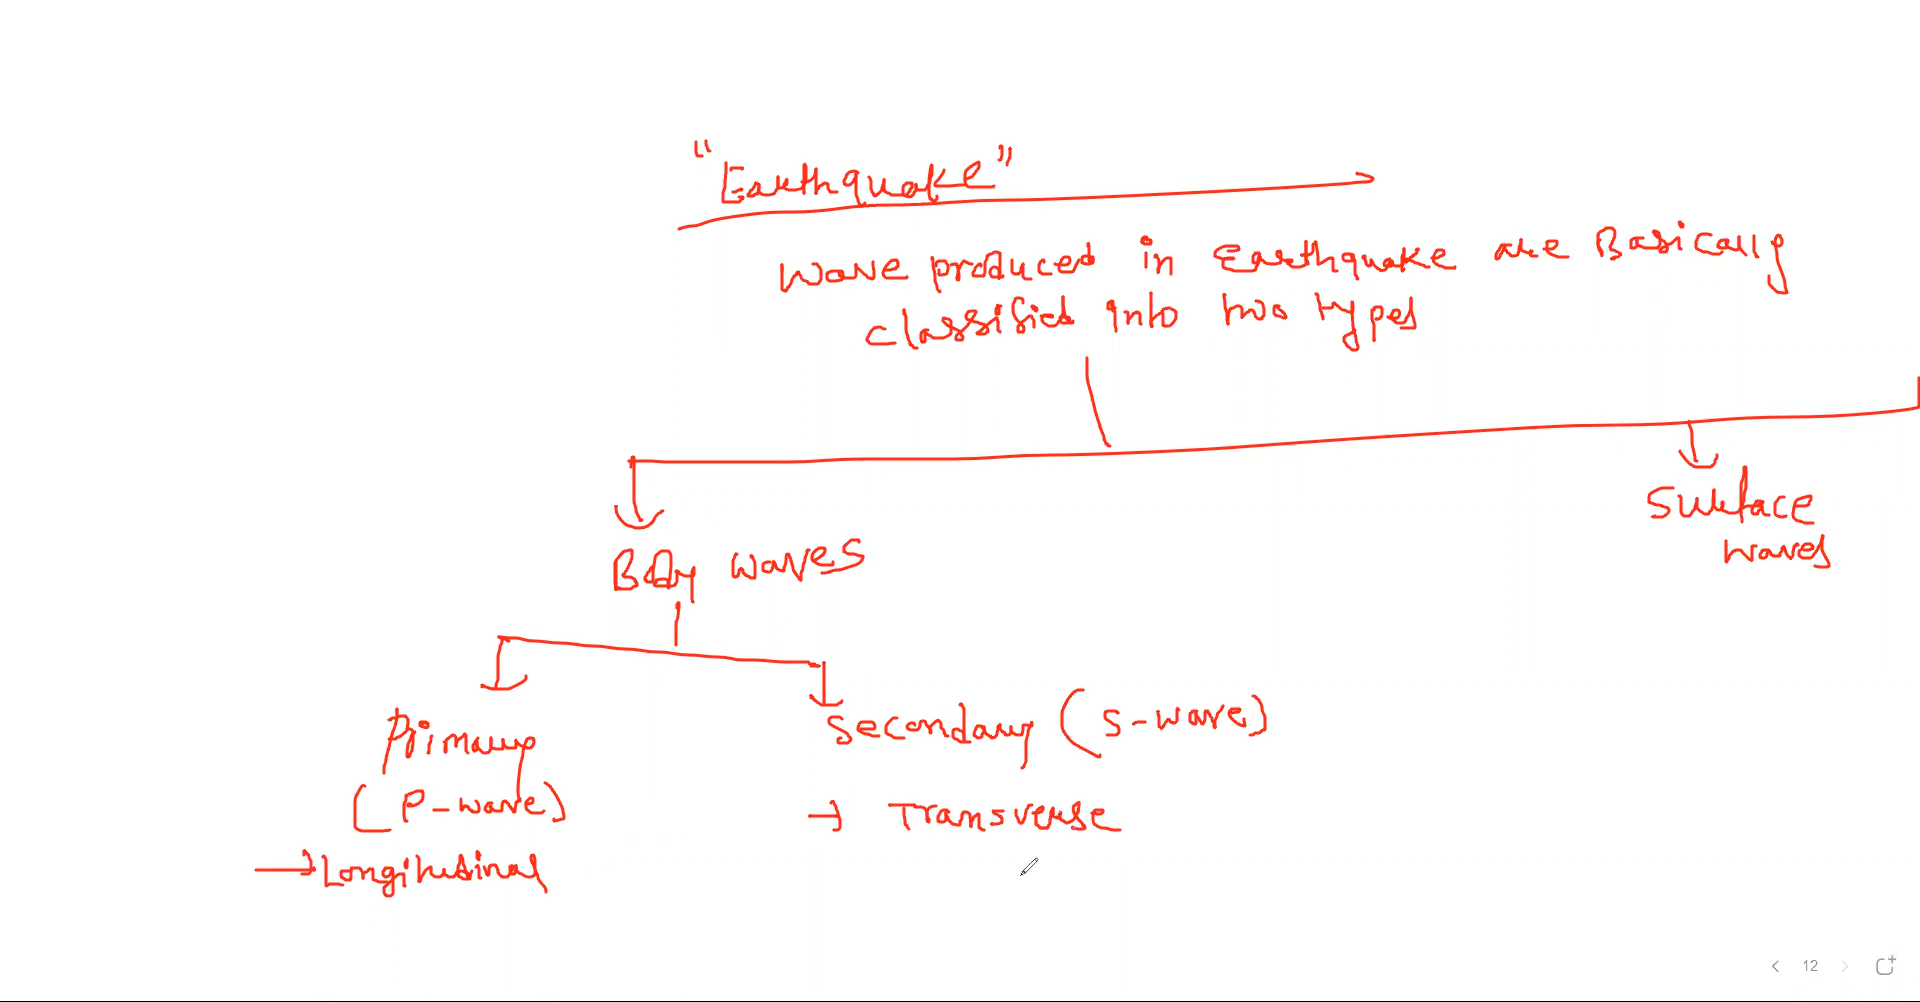 "Earthquake"
Wave produced in Earthquake are Basically
classified into two types
Surface
waves
Body waves
Secondary (S-wave)
Primary
(P-wave)
→ Transverse
→ Longitudinal
12